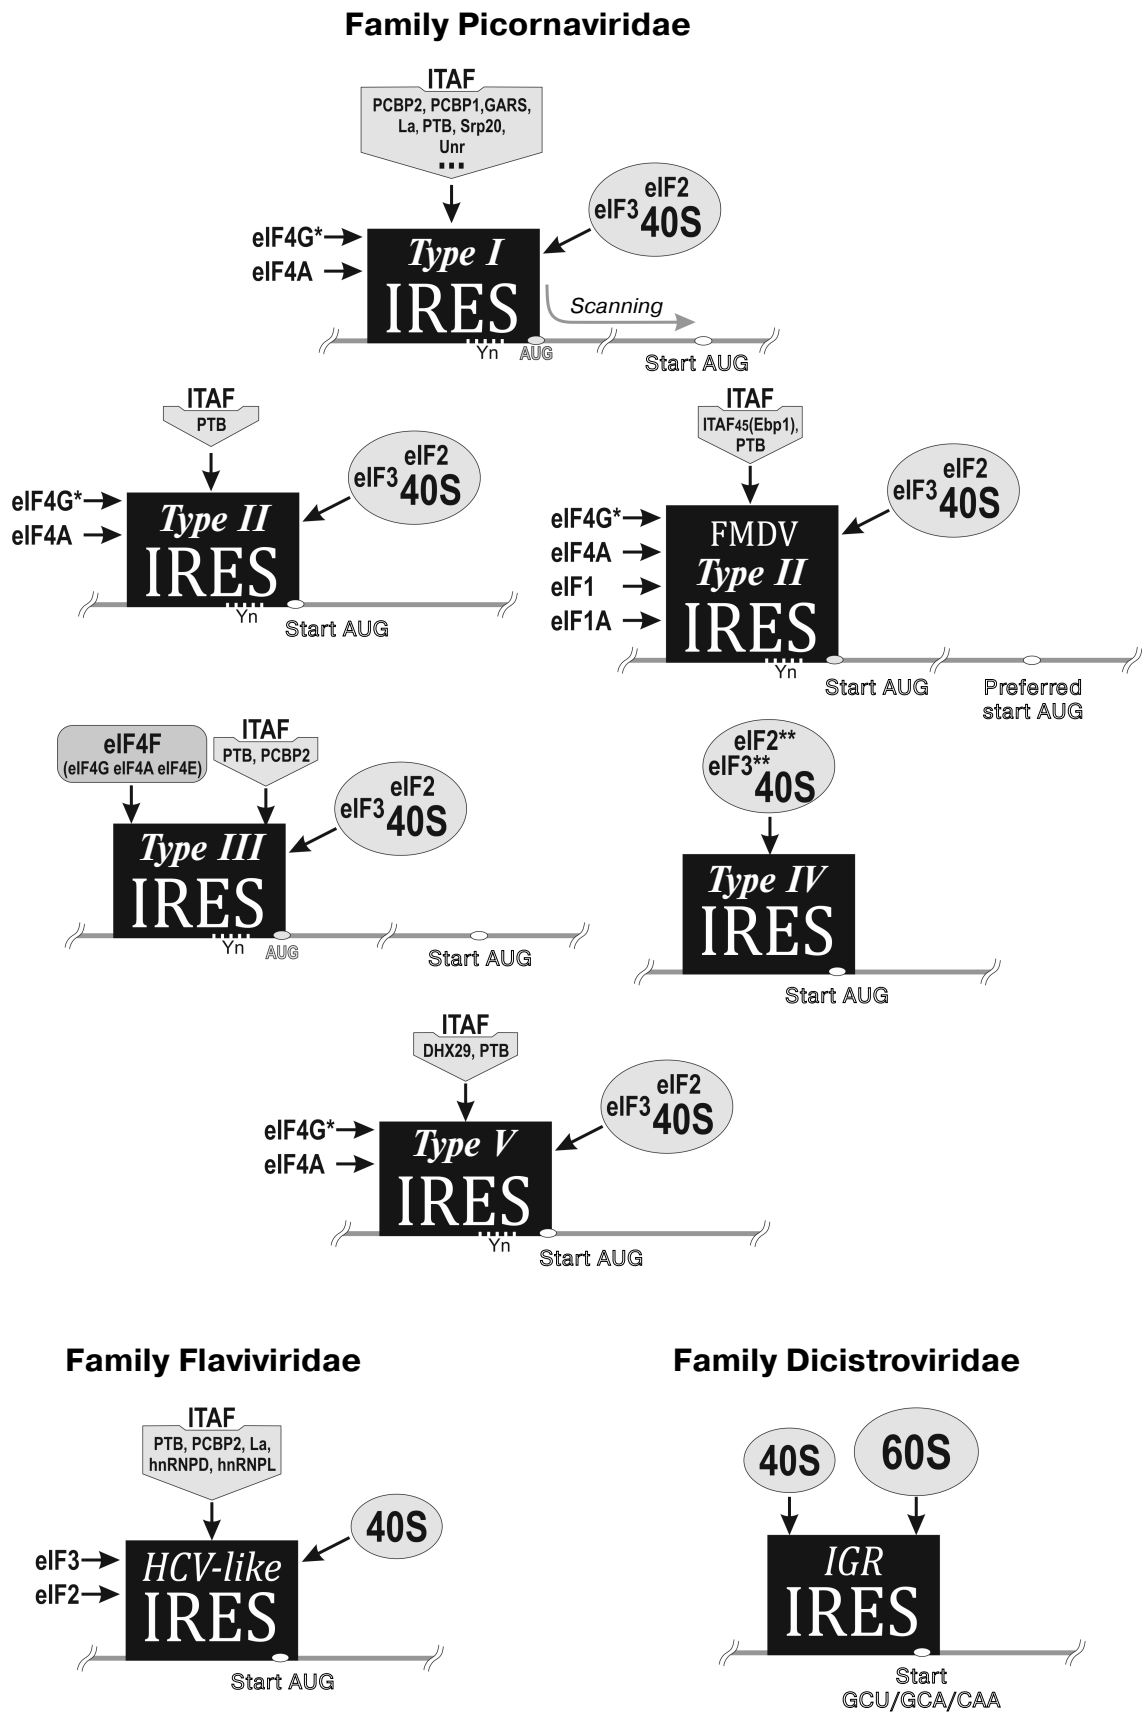 Family Picornaviridae
ITAF
PCBP2, PCBP1,GARS,
La, PTB, Srp20,
Unr
...
eIF2
eIF3 40S
eIF4G*
eIF4A
Type I
IRES
Scanning
Yn
AUG
Start AUG
ITAF
PTB
eIF2
eIF3 40S
eIF4G*
eIF4A
Type II
IRES
Yn
Start AUG
ITAF
ITAF45(Ebp1),
PTB
eIF2
eIF3 40S
eIF4G*
eIF4A
eIF1
eIF1A
FMDV
Type II
IRES
Yn
Start AUG
Preferred
start AUG
eIF4F
(eIF4G eIF4A eIF4E)
ITAF
PTB, PCBP2
eIF2
eIF3 40S
Type III
IRES
Yn
AUG
Start AUG
eIF2**
eIF3**
40S
Type IV
IRES
Start AUG
ITAF
DHX29, PTB
eIF2
eIF3 40S
eIF4G*
eIF4A
Type V
IRES
Yn
Start AUG
Family Flaviviridae
ITAF
PTB, PCBP2, La,
hnRNPD, hnRNPL
40S
eIF3
eIF2
HCV-like
IRES
Start AUG
Family Dicistroviridae
40S
60S
IGR
IRES
Start
GCU/GCA/CAA